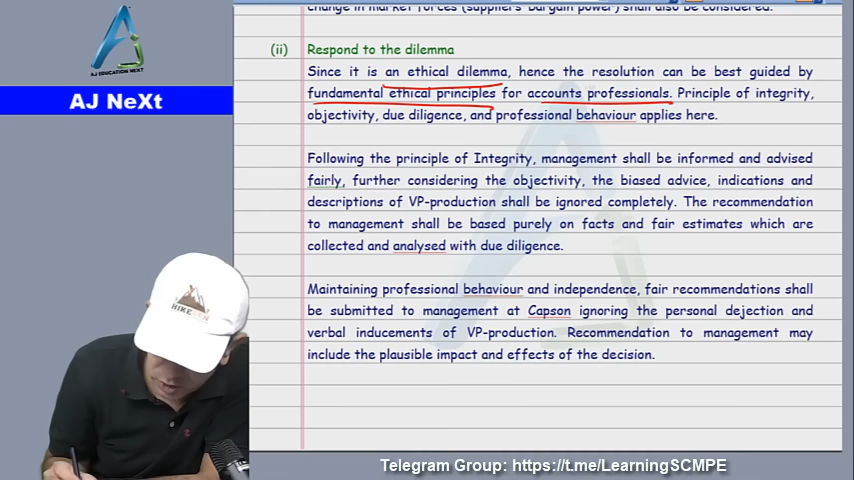 change in market forces (supplier's bargain power) shall also be considered.
(ii) Respond to the dilemma
Since it is an ethical dilemma, hence the resolution can be best guided by
fundamental ethical principles for accounts professionals. Principle of integrity,
objectivity, due diligence, and professional behaviour applies here.
Following the principle of Integrity, management shall be informed and advised
fairly, further considering the objectivity, the biased advice, indications and
descriptions of VP-production shall be ignored completely. The recommendation
to management shall be based purely on facts and fair estimates which are
collected and analysed with due diligence.
Maintaining professional behaviour and independence, fair recommendations shall
be submitted to management at Capson ignoring the personal dejection and
verbal inducements of VP-production. Recommendation to management may
include the plausible impact and effects of the decision.
AJ EDUCATION NEXT
AJ NeXt
Telegram Group: https://t.me/LearningSCMPE